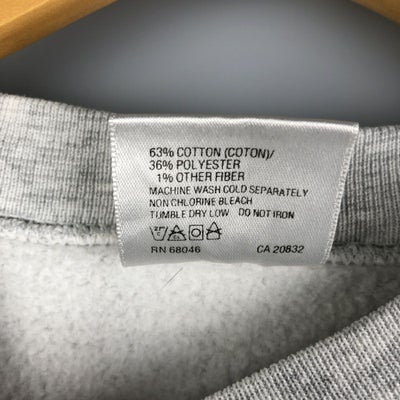 63% COTTON (COTON)/
36% POLYESTER
1% OTHER FIBER
MACHINE WASH COLD SEPARATELY
NON CHLORINE BLEACH
TUMBLE DRY LOW DO NOT IRON
RN 68046 CA 20832